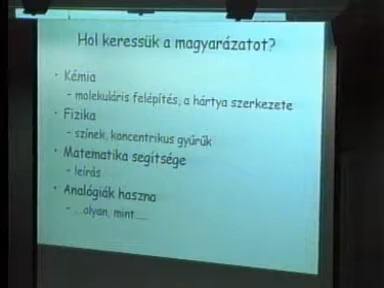 Hol keressük a magyarázatot?
• Kémia
– molekuláris felépítés, a hártya szerkezete
• Fizika
– színek, koncentrikus gyűrűk
• Matematika segítsége
– leírás
• Analógiák haszna
– ...olyan, mint.....